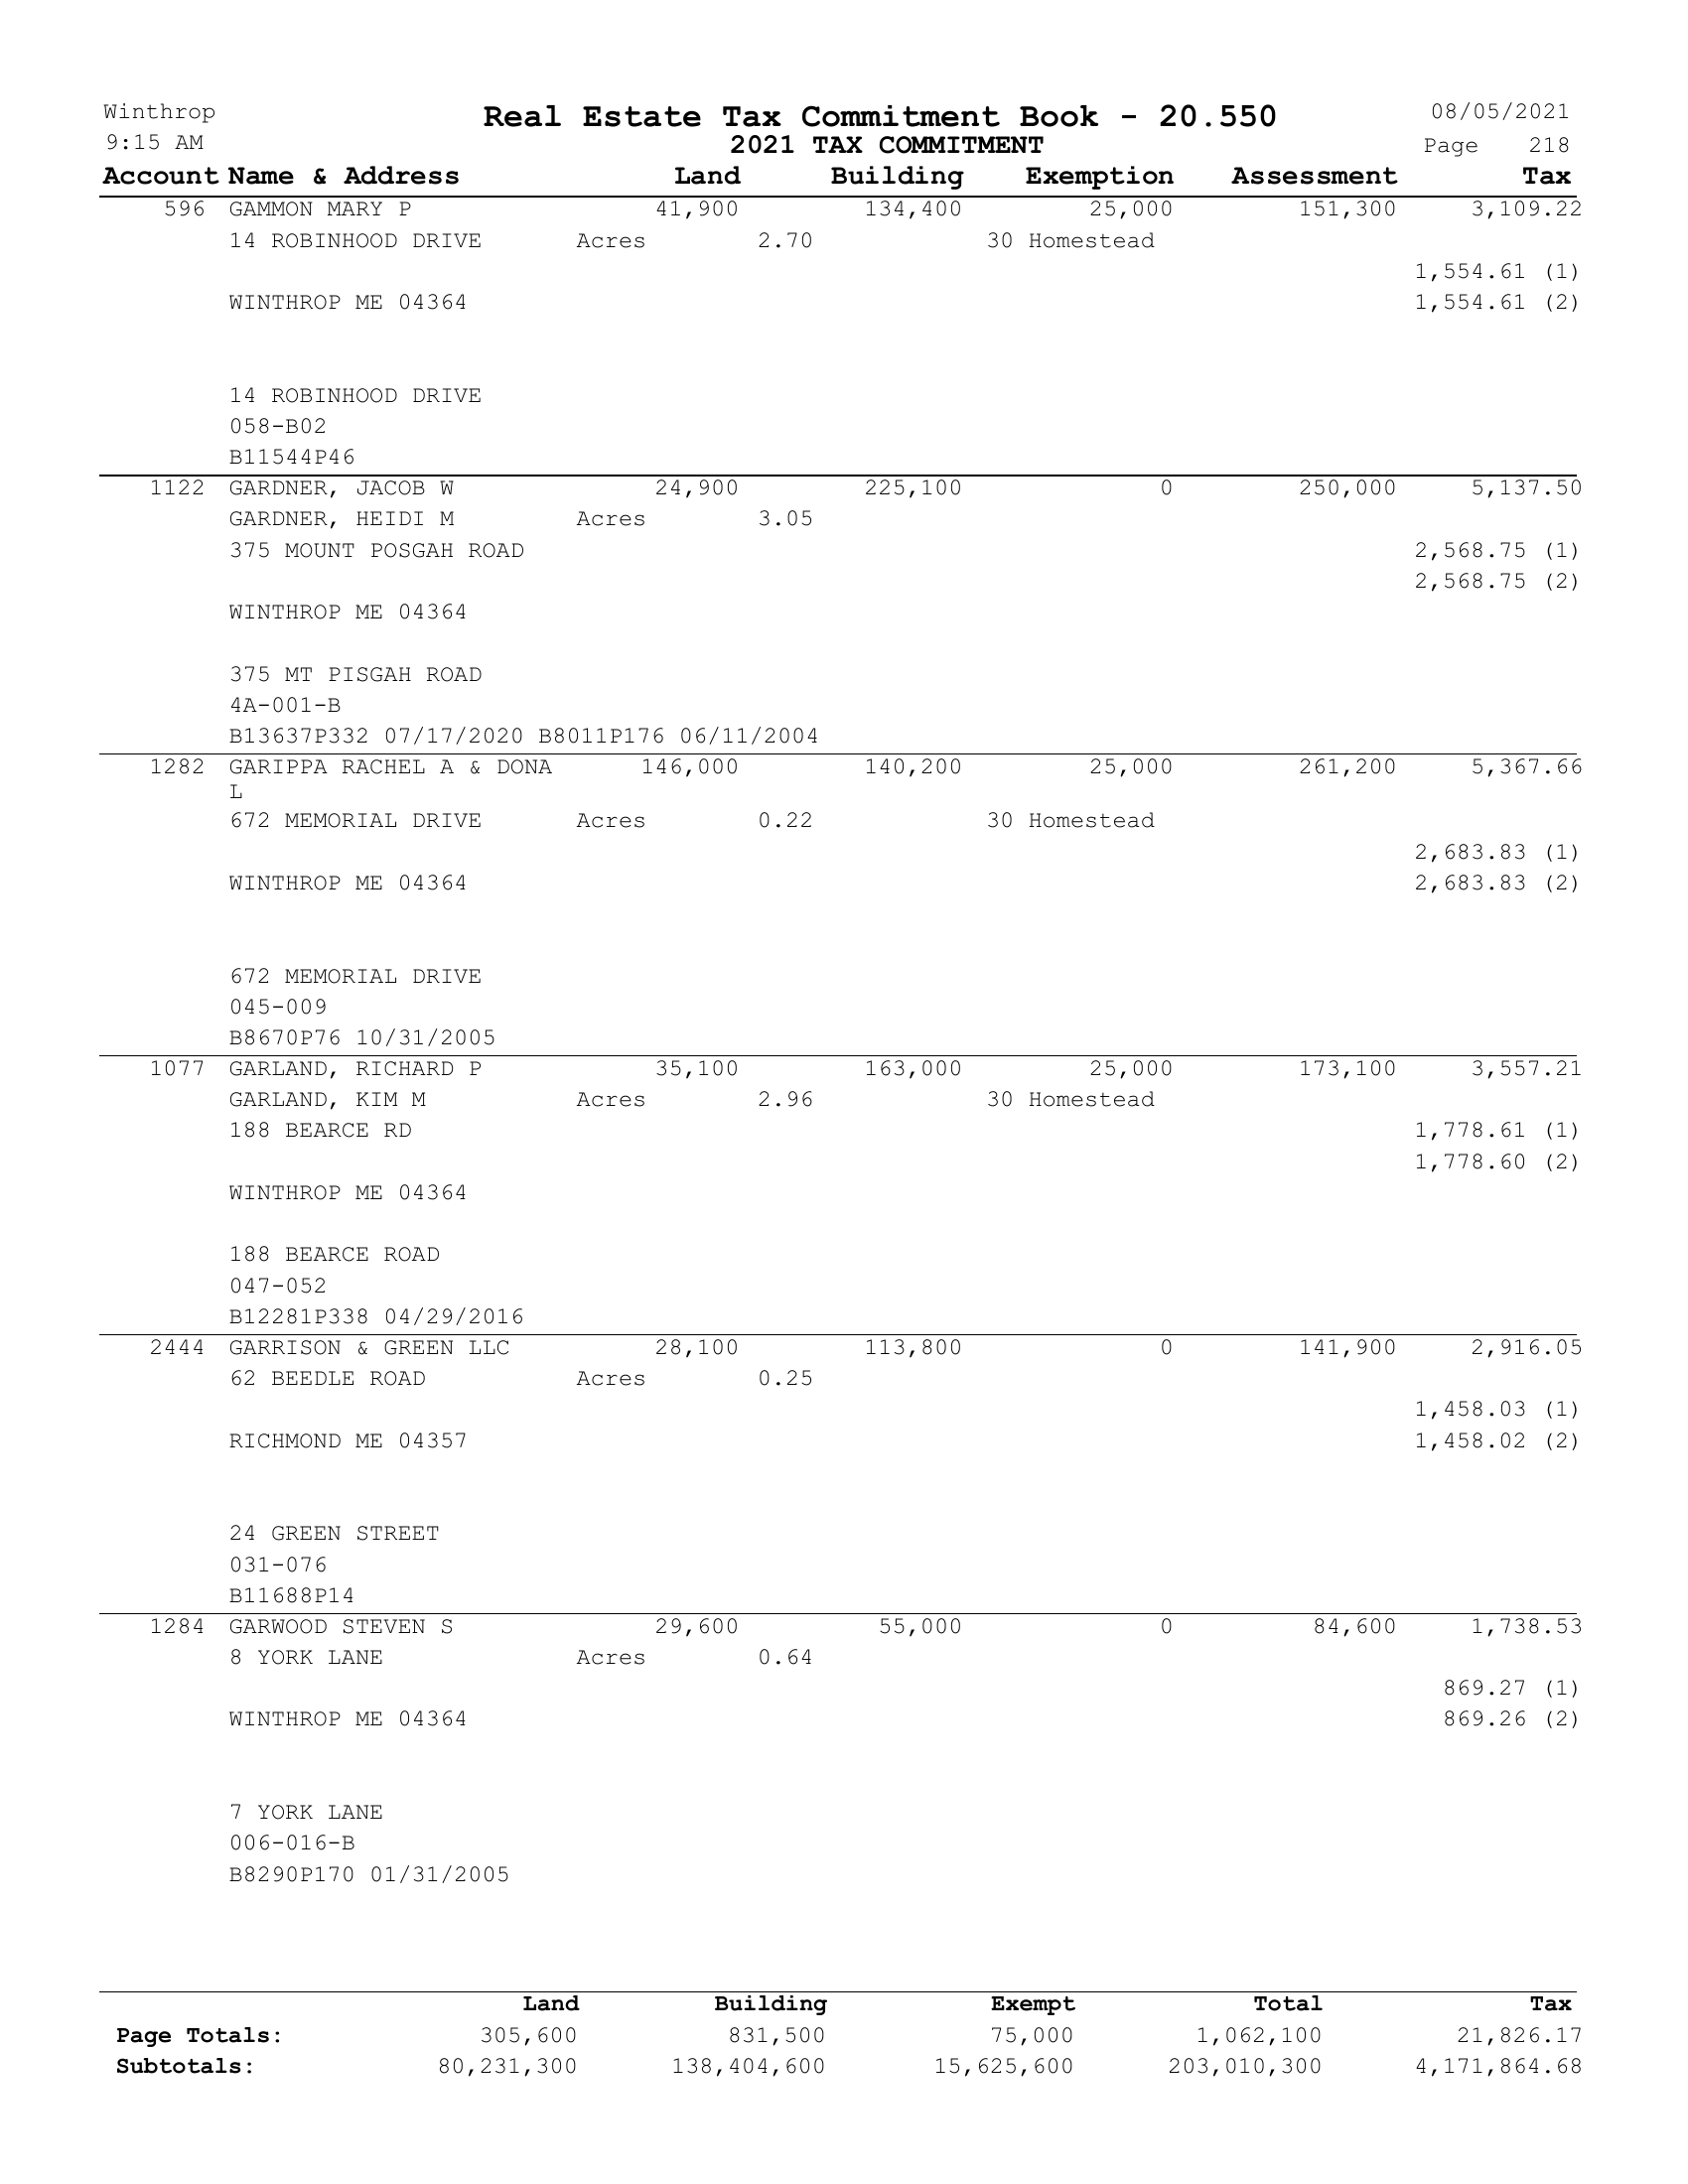 Winthrop Real Estate Tax Commitment Book - 20.550 08/05/2021
9:15 AM 2021 TAX COMMITMENT Page 218
Account Name & Address Land Building Exemption Assessment Tax
596 GAMMON MARY P 41,900 134,400 25,000 151,300 3,109.22
14 ROBINHOOD DRIVE Acres 2.70 30 Homestead
1,554.61 (1)
WINTHROP ME 04364 1,554.61 (2)
14 ROBINHOOD DRIVE
058-B02
B11544P46
1122 GARDNER, JACOB W 24,900 225,100 0 250,000 5,137.50
GARDNER, HEIDI M Acres 3.05
375 MOUNT POSGAH ROAD 2,568.75 (1)
2,568.75 (2)
WINTHROP ME 04364
375 MT PISGAH ROAD
4A-001-B
B13637P332 07/17/2020 B8011P176 06/11/2004
1282 GARIPPA RACHEL A & DONA 146,000 140,200 25,000 261,200 5,367.66
L
672 MEMORIAL DRIVE Acres 0.22 30 Homestead
2,683.83 (1)
WINTHROP ME 04364 2,683.83 (2)
672 MEMORIAL DRIVE
045-009
B8670P76 10/31/2005
1077 GARLAND, RICHARD P 35,100 163,000 25,000 173,100 3,557.21
GARLAND, KIM M Acres 2.96 30 Homestead
188 BEARCE RD 1,778.61 (1)
1,778.60 (2)
WINTHROP ME 04364
188 BEARCE ROAD
047-052
B12281P338 04/29/2016
2444 GARRISON & GREEN LLC 28,100 113,800 0 141,900 2,916.05
62 BEEDLE ROAD Acres 0.25
1,458.03 (1)
RICHMOND ME 04357 1,458.02 (2)
24 GREEN STREET
031-076
B11688P14
1284 GARWOOD STEVEN S 29,600 55,000 0 84,600 1,738.53
8 YORK LANE Acres 0.64
869.27 (1)
WINTHROP ME 04364 869.26 (2)
7 YORK LANE
006-016-B
B8290P170 01/31/2005
Land Building Exempt Total Tax
Page Totals: 305,600 831,500 75,000 1,062,100 21,826.17
Subtotals: 80,231,300 138,404,600 15,625,600 203,010,300 4,171,864.68